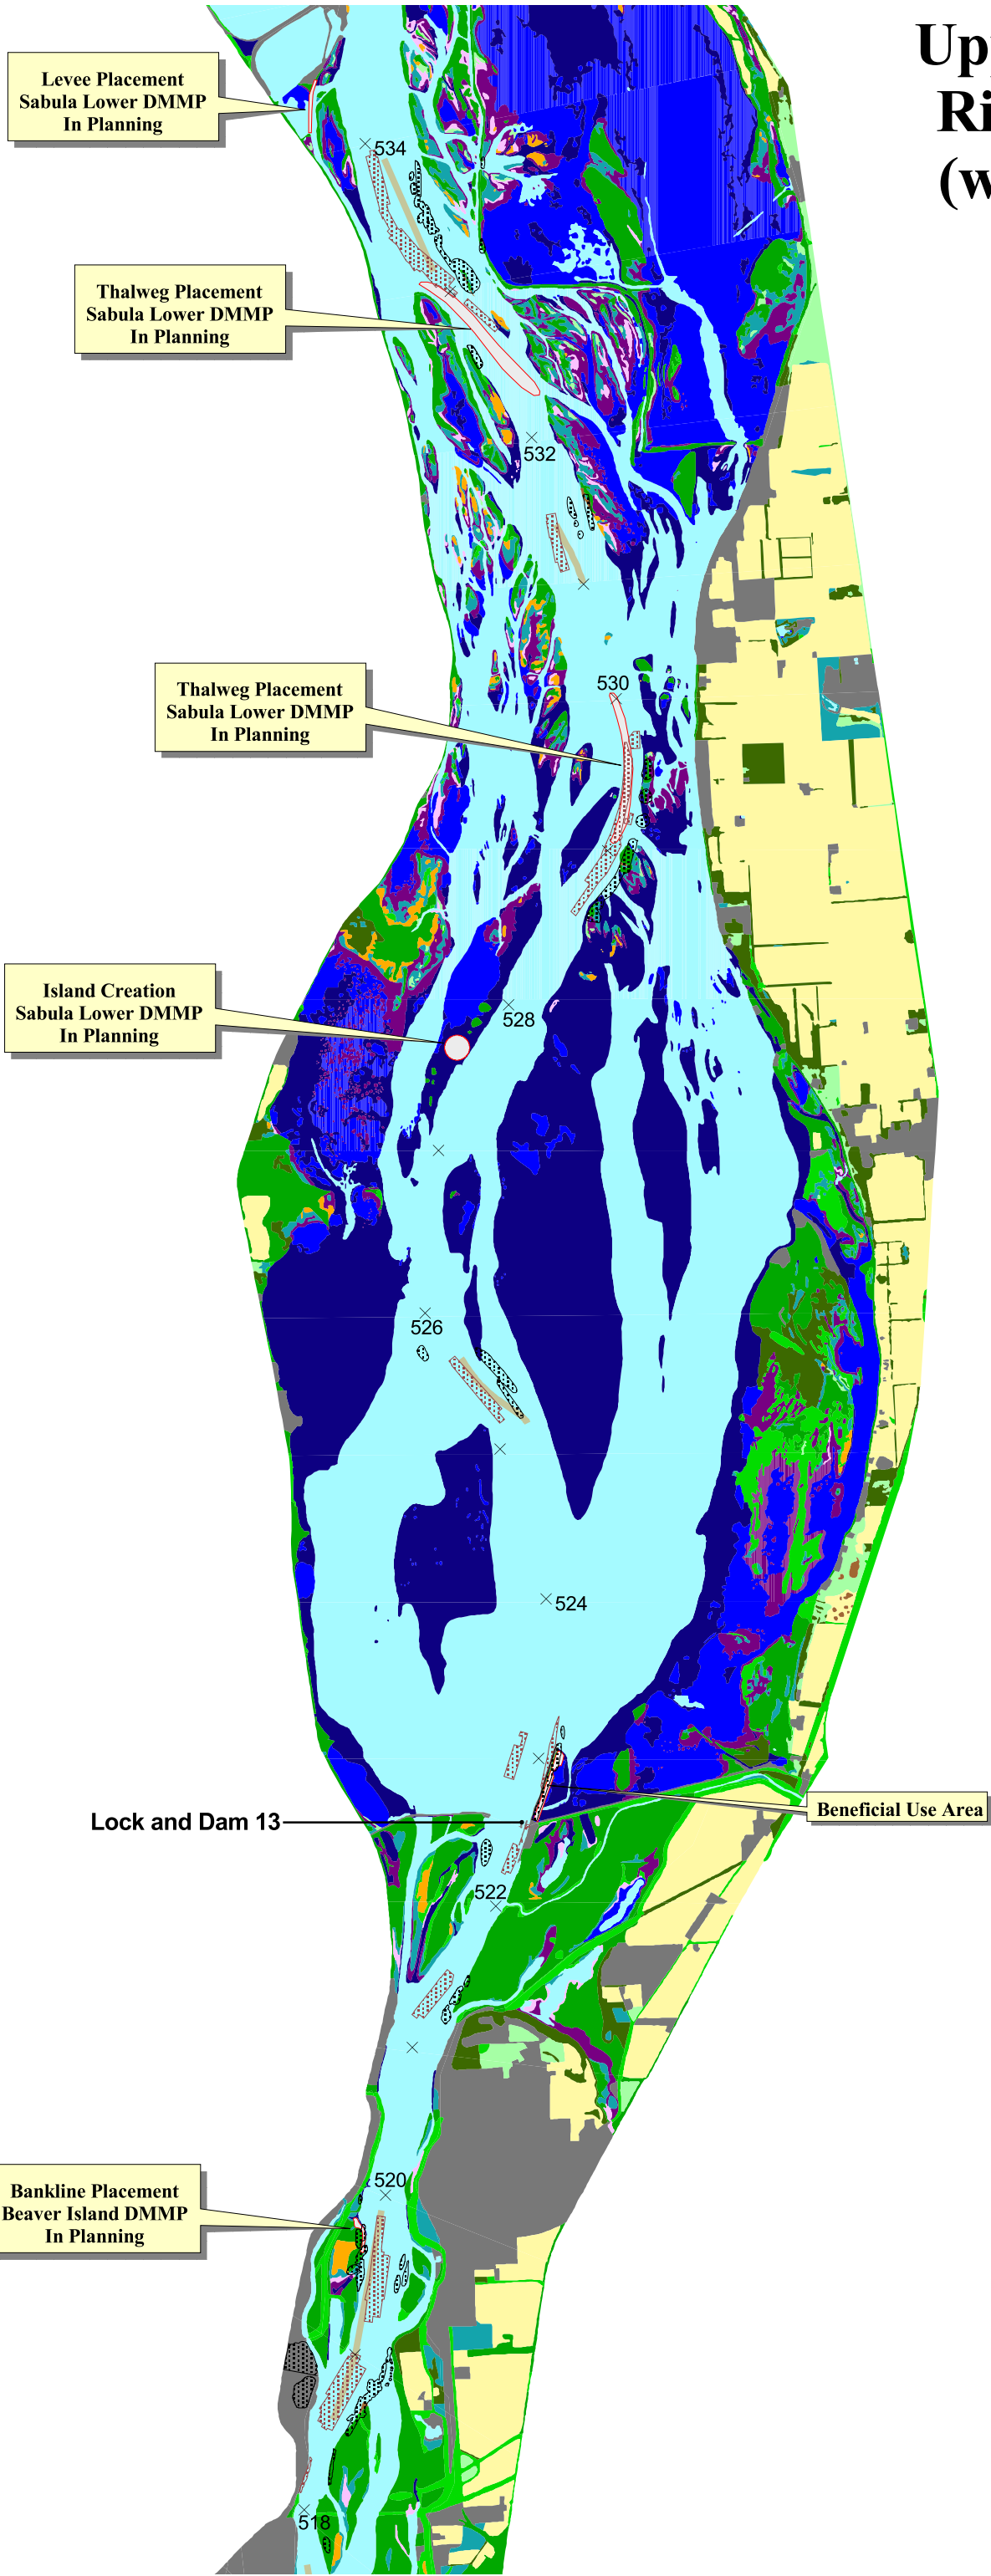 Up
Ri
(w
Levee Placement
Sabula Lower DMMP
In Planning
534
Thalweg Placement
Sabula Lower DMMP
In Planning
532
Thalweg Placement
Sabula Lower DMMP
In Planning
530
Island Creation
Sabula Lower DMMP
In Planning
528
526
524
Beneficial Use Area
Lock and Dam 13
522
520
Bankline Placement
Beaver Island DMMP
In Planning
518